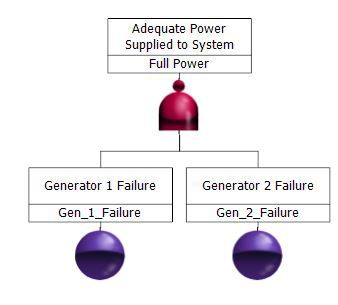 Adequate Power
Supplied to System
Full Power
Generator 1 Failure
Generator 2 Failure
Gen_1_Failure
Gen_2_Failure